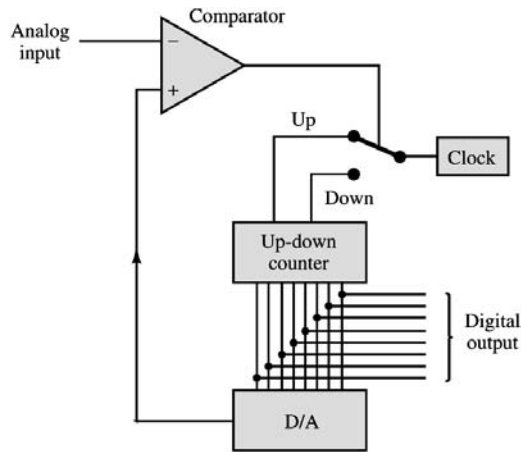 Comparator
Analog
input
−
+
Up
Clock
Down
Up-down
counter
Digital
output
D/A